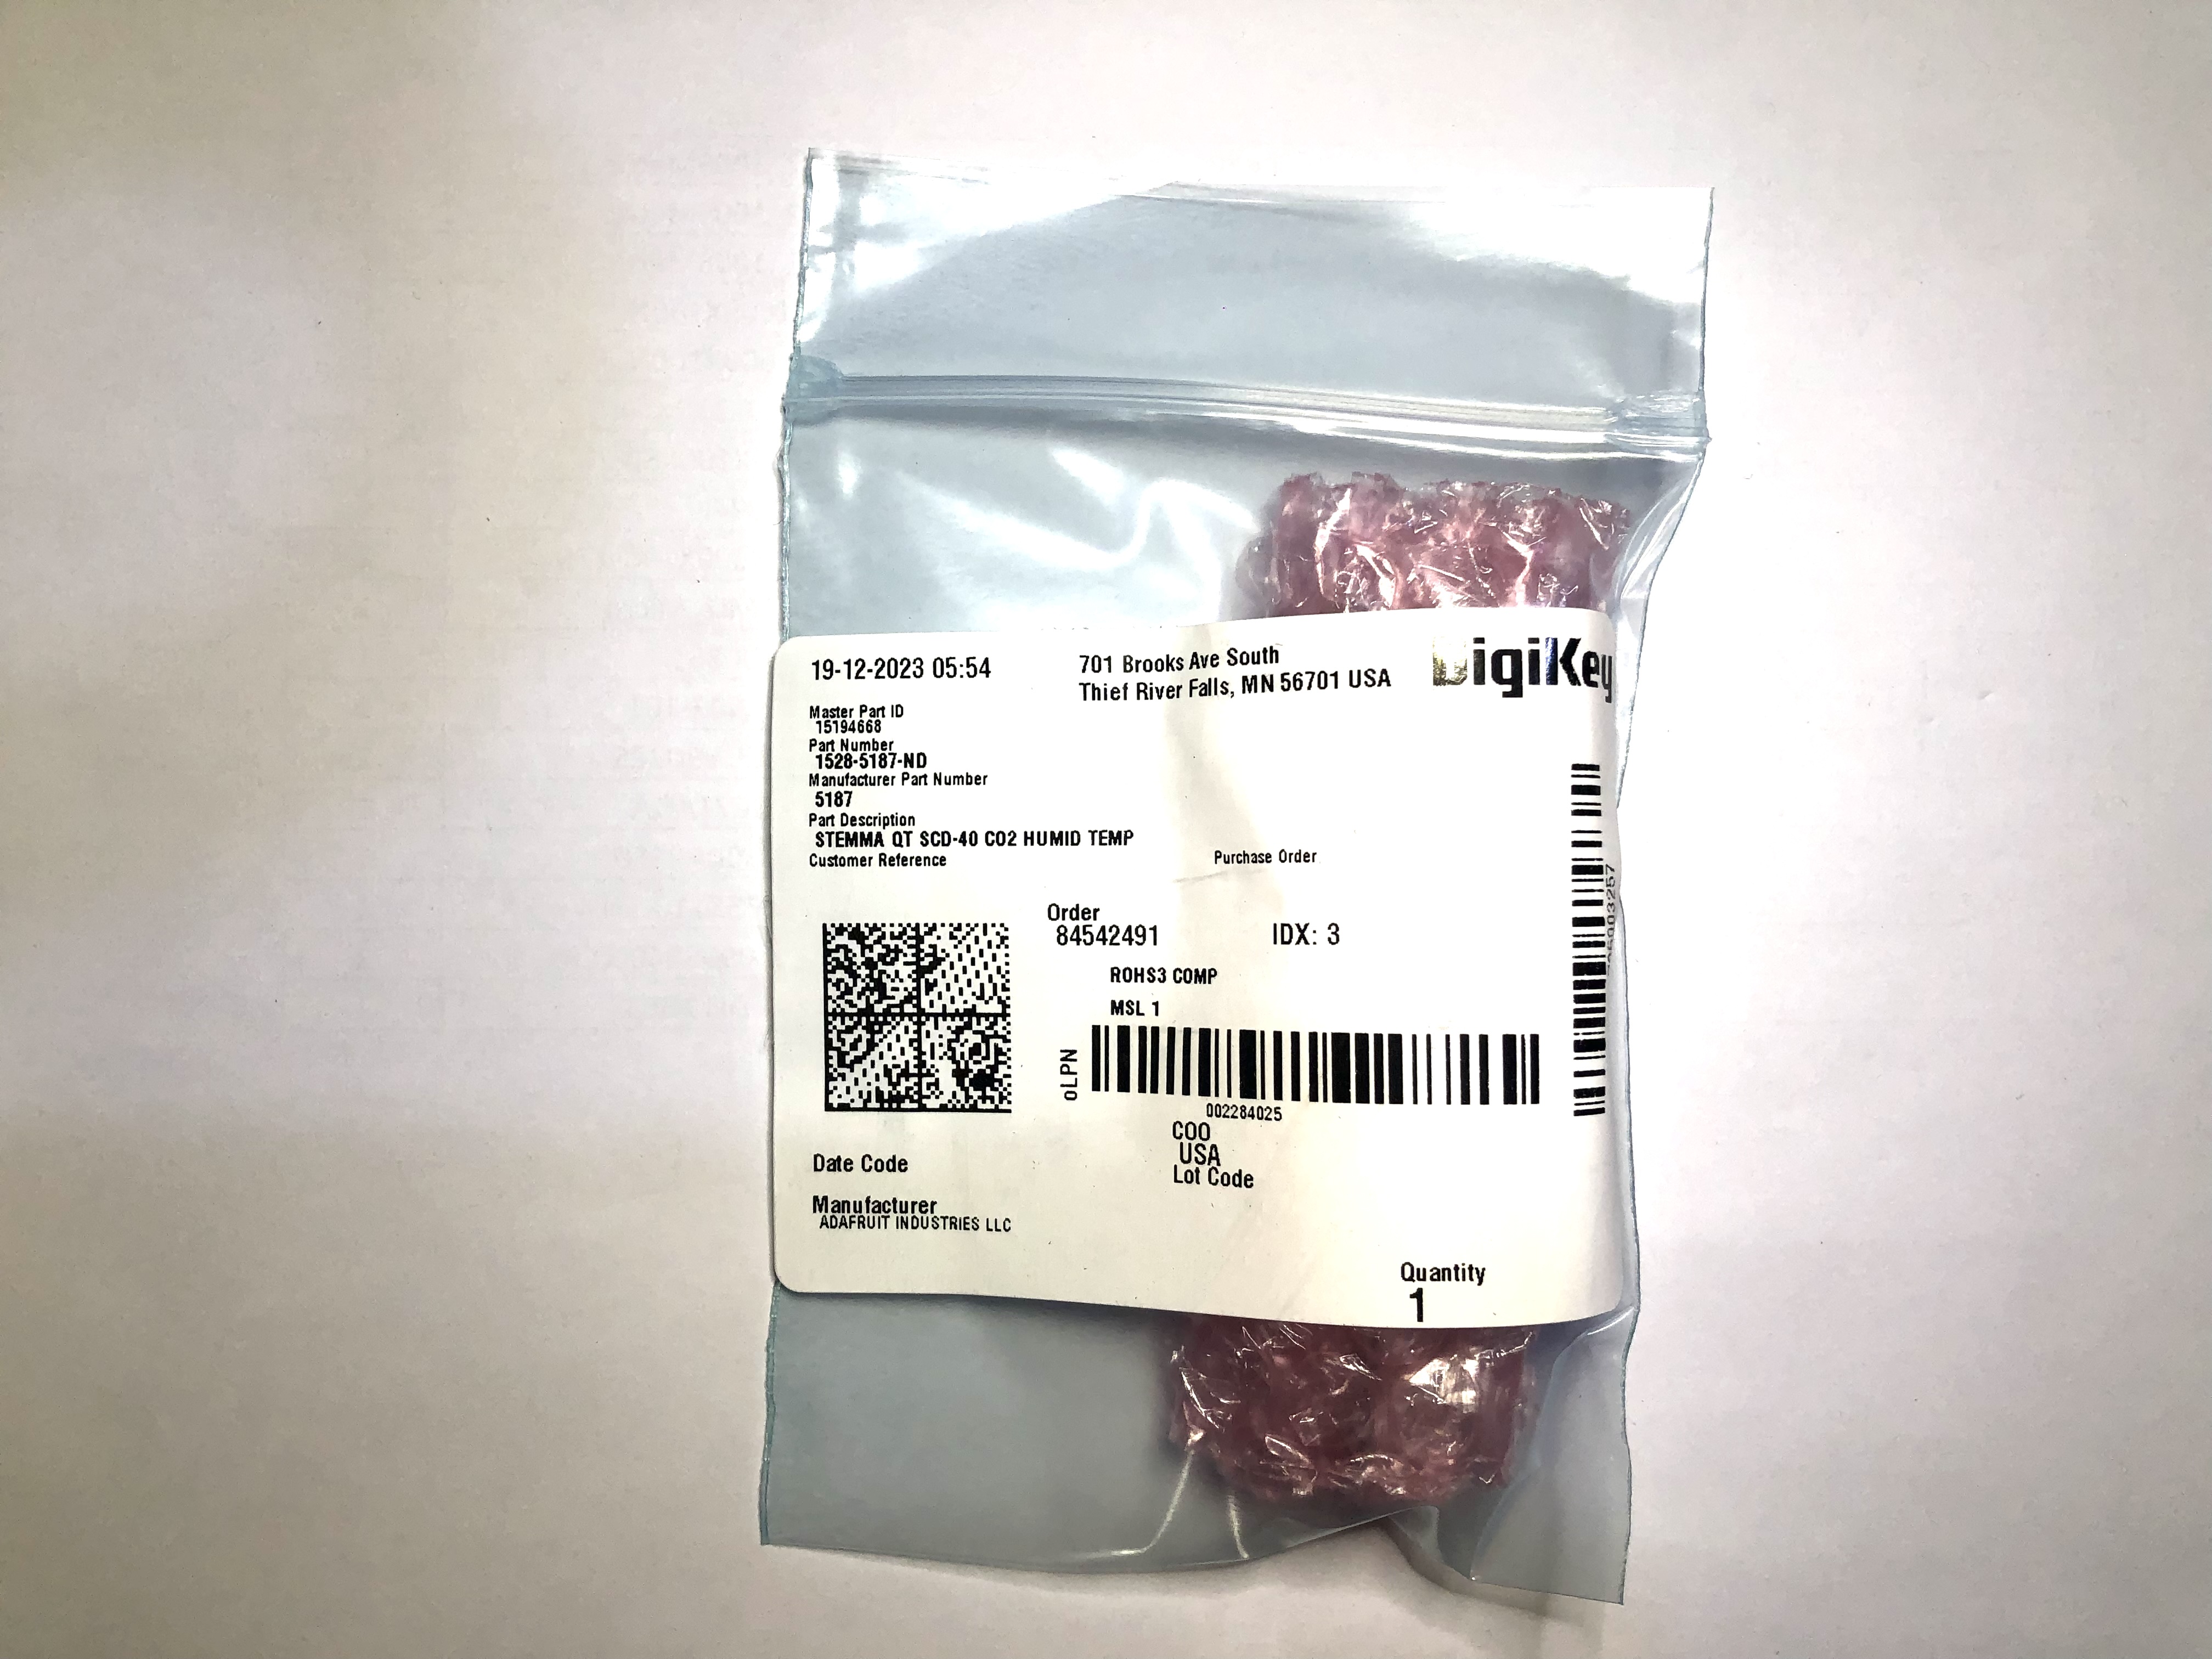 19-12-2023 05:54
701 Brooks Ave South
Thief River Falls, MN 56701 USA
DigiKey
Master Part ID
15194668
Part Number
1528-5187-ND
Manufacturer Part Number
5187
Part Description
STEMMA QT SCD-40 CO2 HUMID TEMP
Customer Reference
Purchase Order
Order
84542491
IDX: 3
ROHS3 COMP
MSL 1
oLPN
002284025
COO
USA
Lot Code
Date Code
Manufacturer
ADAFRUIT INDUSTRIES LLC
Quantity
1